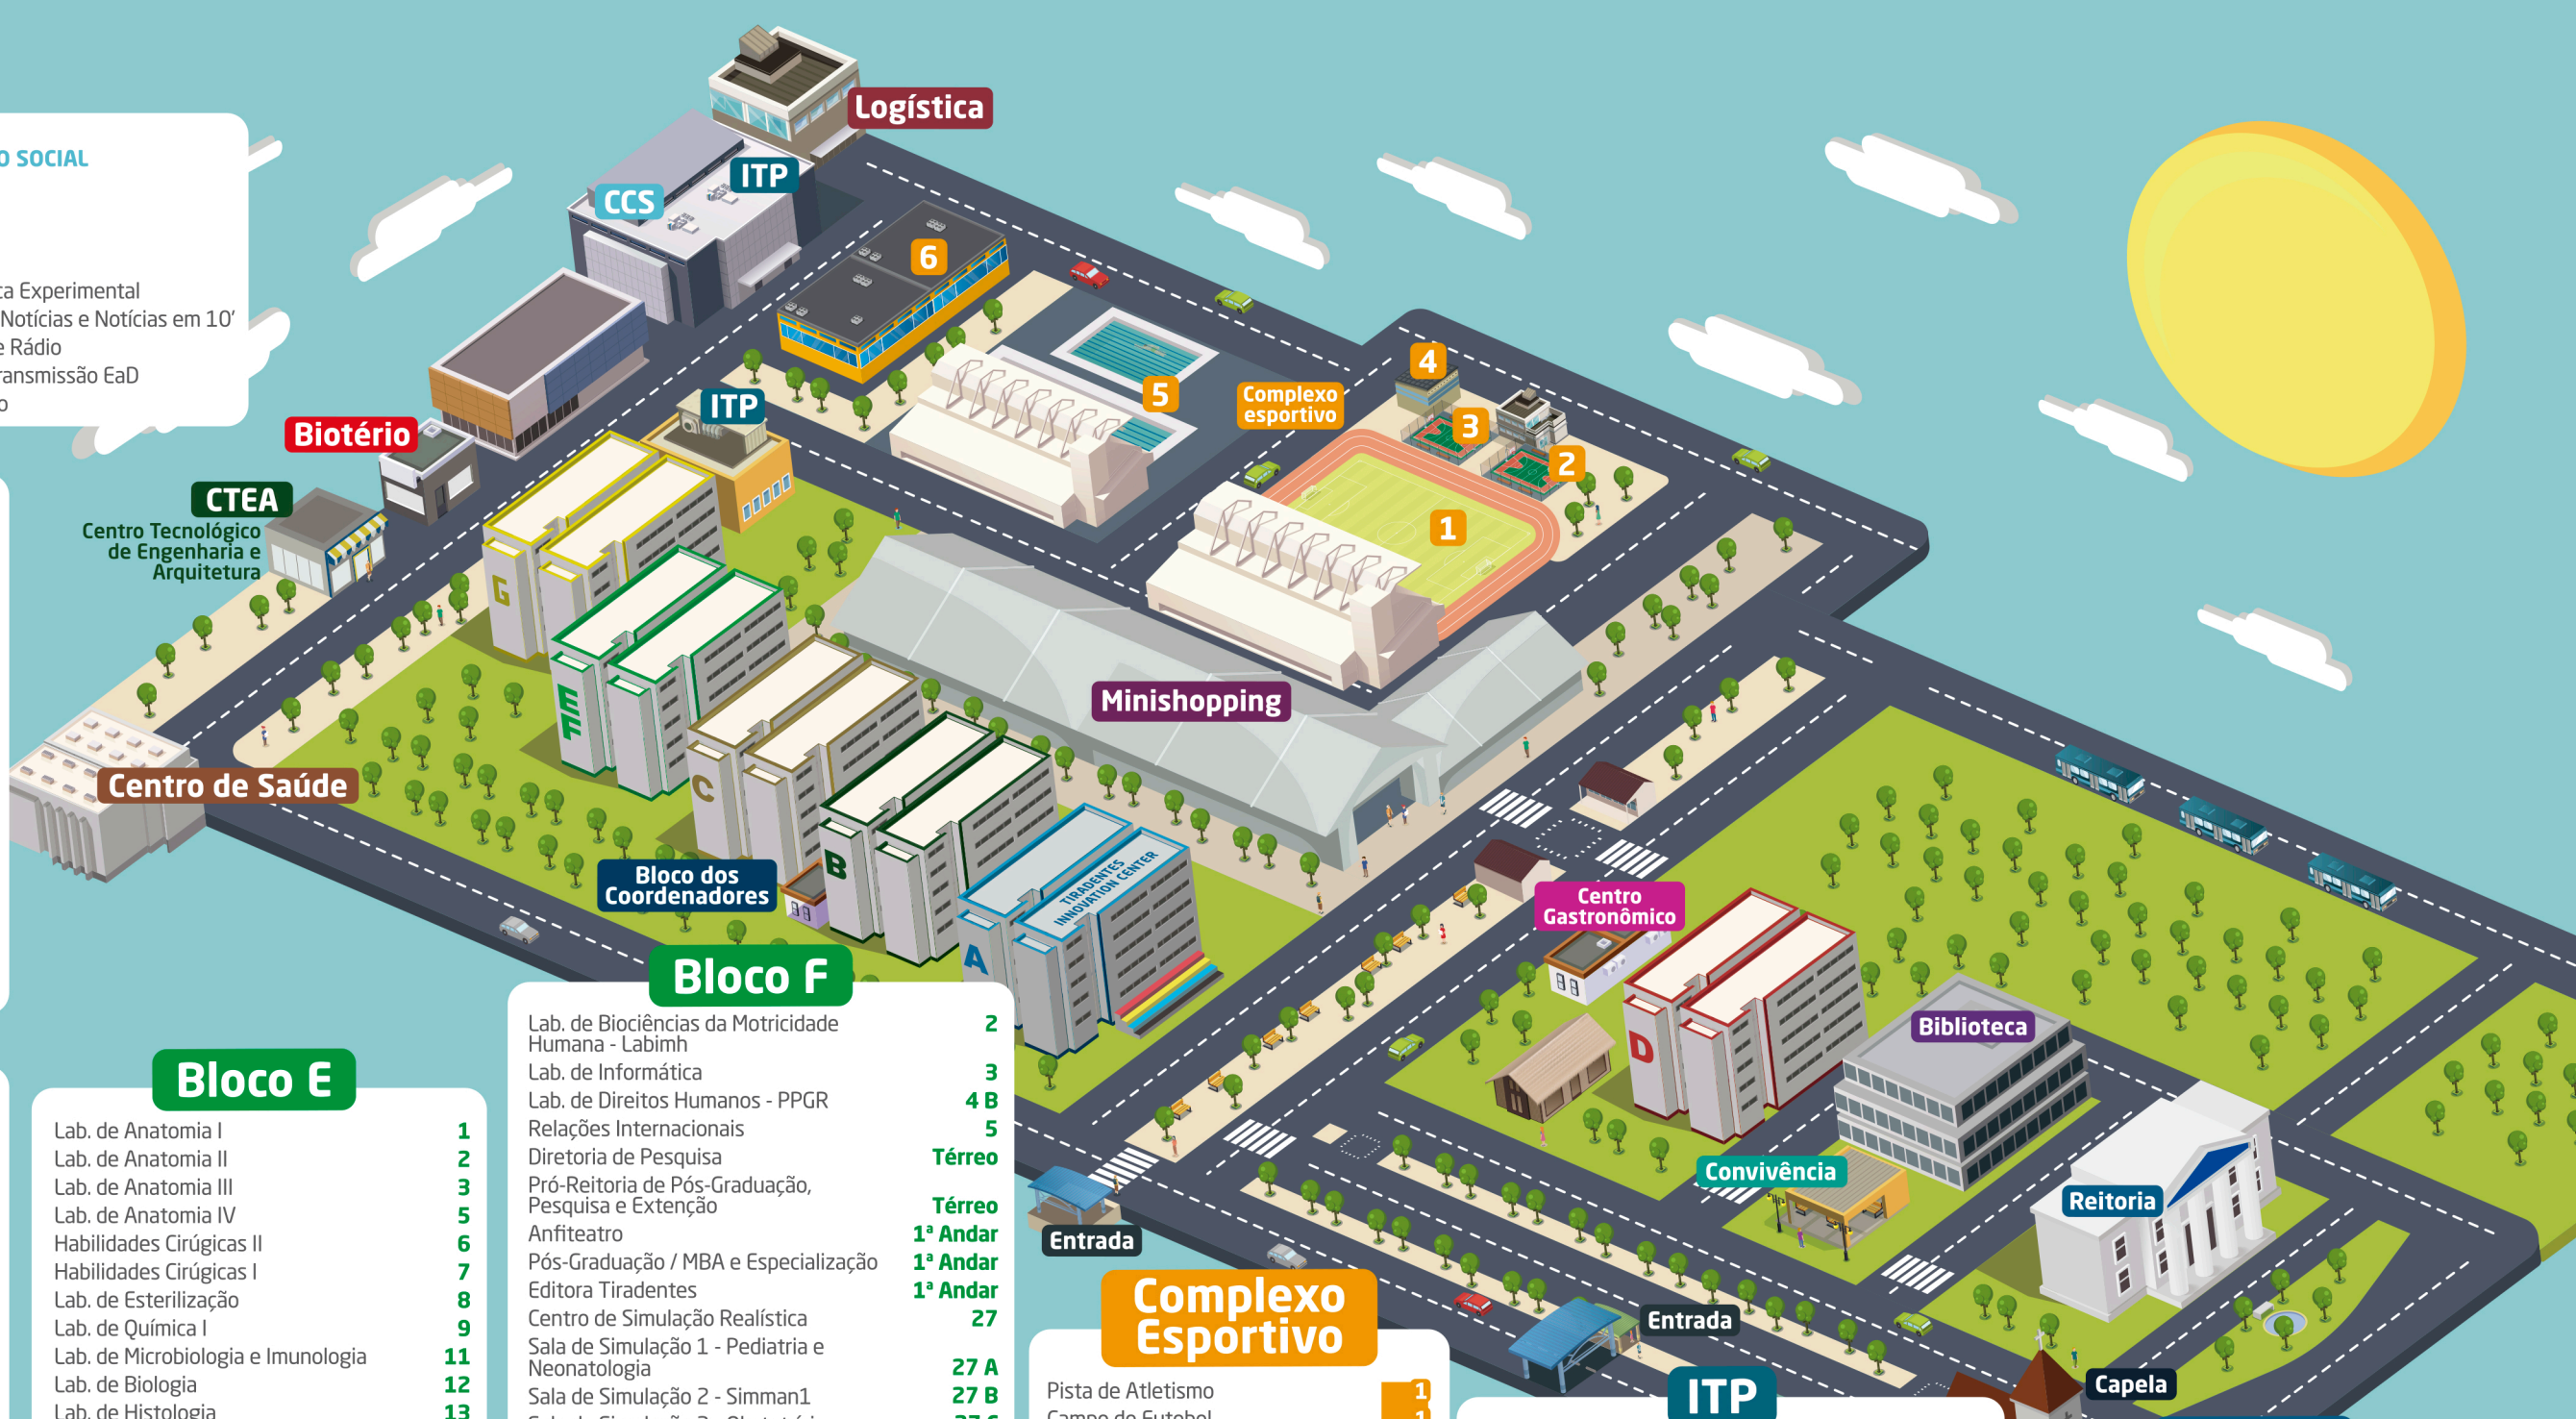 Logística
ITP
CCS
6
O SOCIAL
ca Experimental
Notícias e Notícias em 10'
e Rádio
ransmissão EaD
o
ITP
5
Complexo
esportivo
4
3
2
1
Biotério
CTEA
Centro Tecnológico
de Engenharia e
Arquitetura
G
EF
C
B
A
TIRADENTES
INNOVATION CENTER
Minishopping
Centro de Saúde
Bloco dos
Coordenadores
Centro
Gastronômico
D
Biblioteca
Convivência
Reitoria
Entrada
Entrada
Capela
Bloco E
Lab. de Anatomia I 1
Lab. de Anatomia II 2
Lab. de Anatomia III 3
Lab. de Anatomia IV 5
Habilidades Cirúgicas II 6
Habilidades Cirúgicas I 7
Lab. de Esterilização 8
Lab. de Química I 9
Lab. de Microbiologia e Imunologia 11
Lab. de Biologia 12
Lab. de Histologia 13
Bloco F
Lab. de Biociências da Motricidade 2
Humana - Labimh
Lab. de Informática 3
Lab. de Direitos Humanos - PPGR 4 B
Relações Internacionais 5
Diretoria de Pesquisa Térreo
Pró-Reitoria de Pós-Graduação,
Pesquisa e Extenção Térreo
Anfiteatro 1ª Andar
Pós-Graduação / MBA e Especialização 1ª Andar
Editora Tiradentes 1ª Andar
Centro de Simulação Realística 27
Sala de Simulação 1 - Pediatria e
Neonatologia 27 A
Sala de Simulação 2 - Simman1 27 B
Complexo
Esportivo
Pista de Atletismo 1
Campo de Futebol 1
ITP